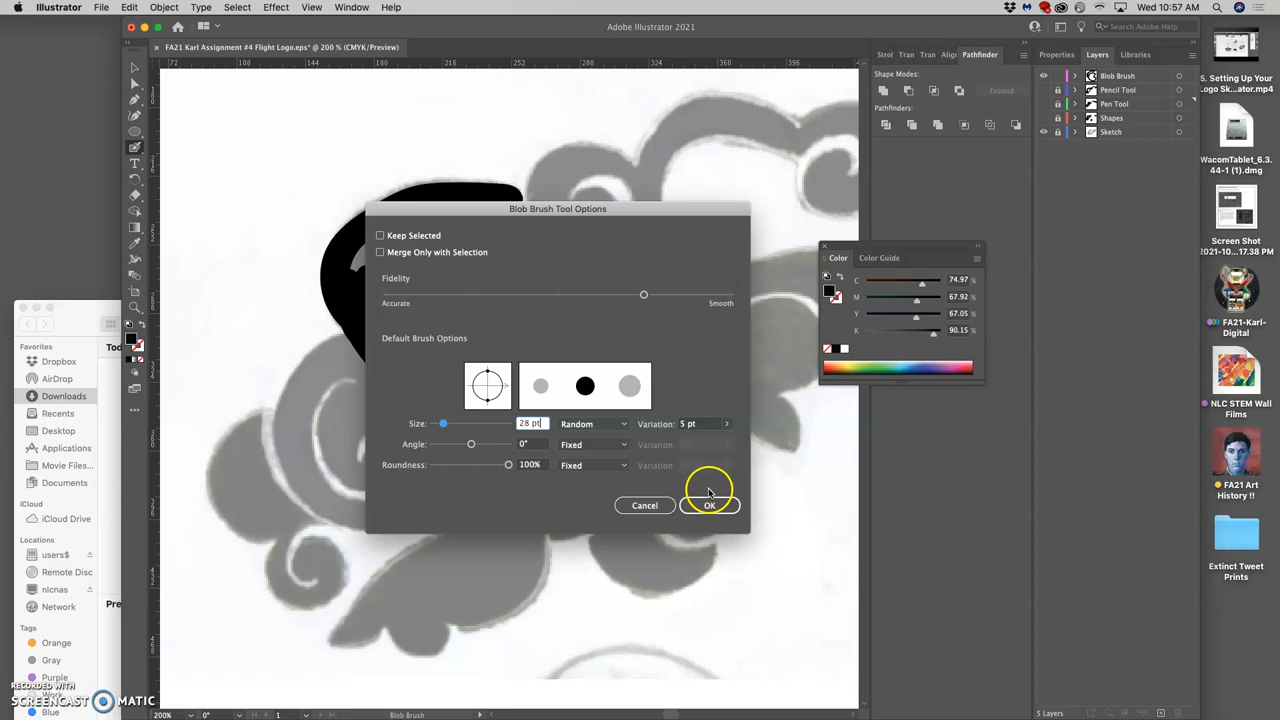 Illustrator File Edit Object Type Select Effect View Window Help
Wed Nov 10 10:57 AM
Adobe Illustrator 2021
Search Adobe Help
× FA21 Karl Assignment #4 Flight Logo.eps* @ 200 % (CMYK/Preview)
72 108 144 180 216 252 288 324 360 396
Strol Tran Tran Align Pathfinder
Properties Layers Libraries
Shape Modes:
Expand
Pathfinders:
Blob Brush
Pencil Tool
Pen Tool
Shapes
Sketch
5. Setting Up Your
Logo Sk...ator.mp4
WacomTablet_6.3.
44-1 (1).dmg
Screen Shot
2021-10...17.38 PM
FA21-Karl-
Digital
NLC STEM Wall
Films
FA21 Art
History !!
Extinct Tweet
Prints
Color Color Guide
C 74.97 %
M 67.92 %
Y 67.05 %
K 90.15 %
Blob Brush Tool Options
Keep Selected
Merge Only with Selection
Fidelity
Accurate Smooth
Default Brush Options
Size: 28 pt Random Variation: 5 pt
Angle: 0° Fixed Variation:
Roundness: 100% Fixed Variation:
Cancel OK
Favorites
Dropbox
AirDrop
Downloads
Recents
Desktop
Applications
Movie Files...
Documents
iCloud
iCloud Drive
Locations
users$
Remote Disc
nlcnas
Network
Tags
Orange
Gray
Purple
Work
Blue
Tod
Pre
RECORDED WITH
SCREENCAST MATIC
200% 0° 1 Blob Brush
5 Layers